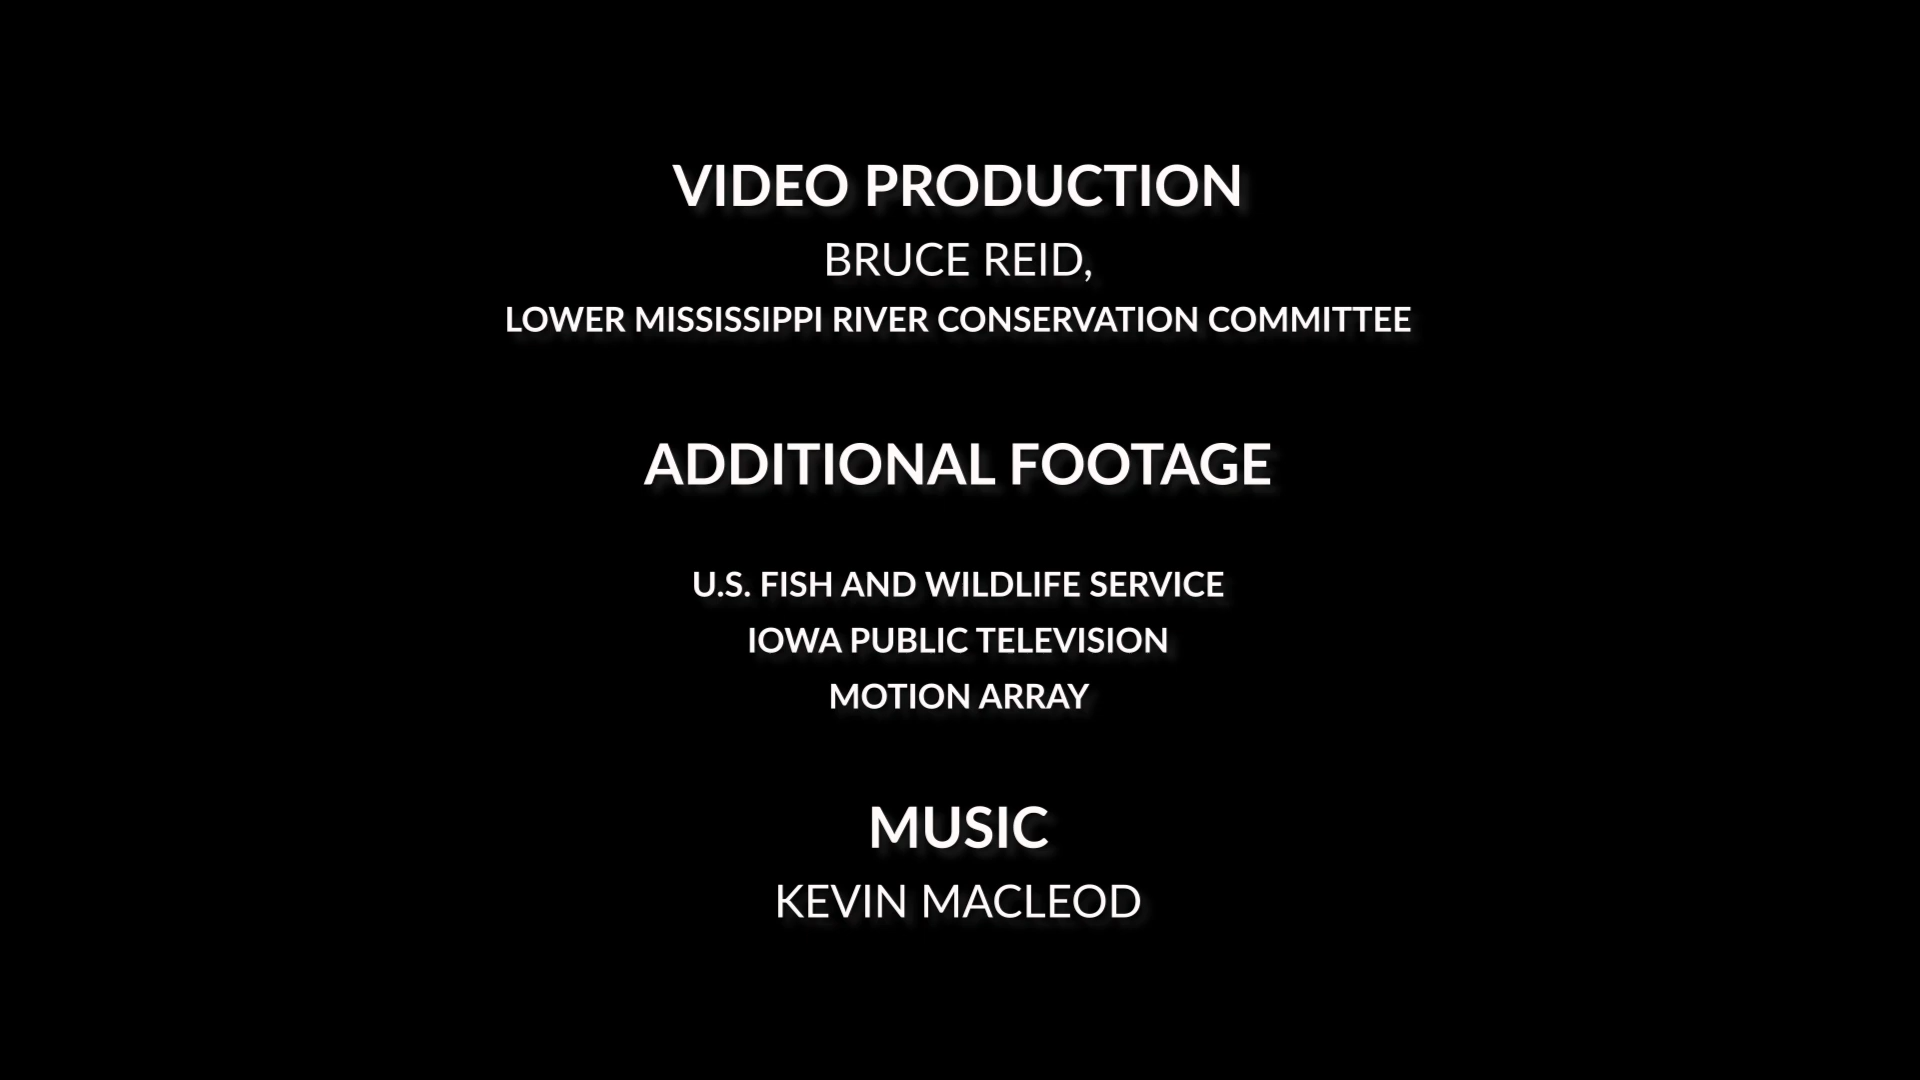 VIDEO PRODUCTION
BRUCE REID,
LOWER MISSISSIPPI RIVER CONSERVATION COMMITTEE
ADDITIONAL FOOTAGE
U.S. FISH AND WILDLIFE SERVICE
IOWA PUBLIC TELEVISION
MOTION ARRAY
MUSIC
KEVIN MACLEOD